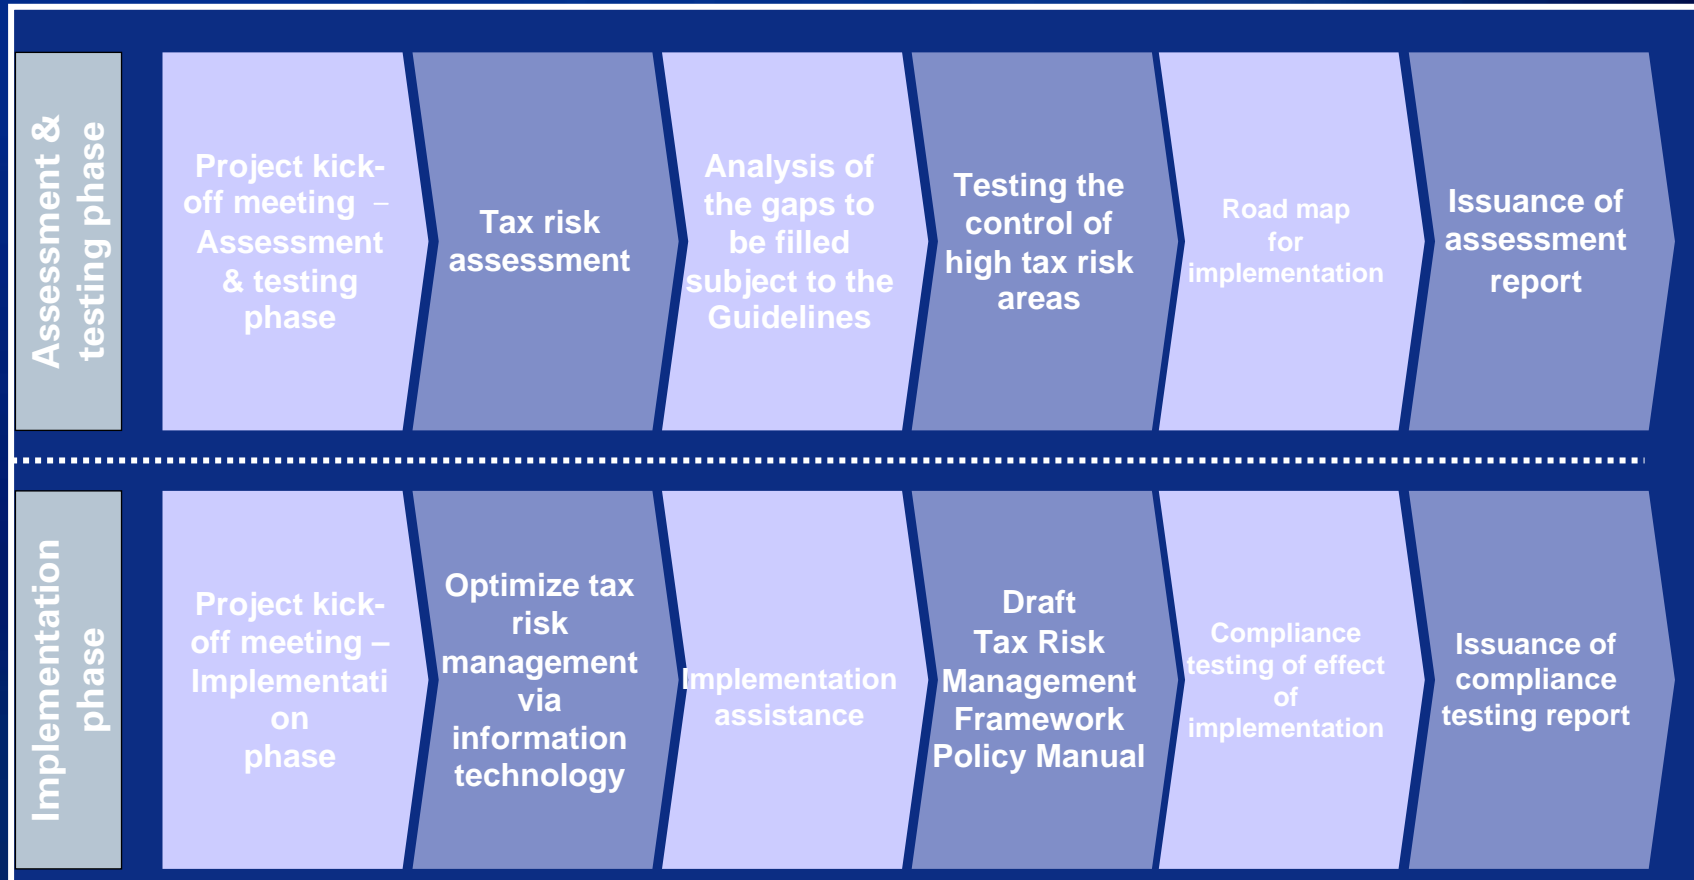 Assessment &
testing phase
Project kick-
off meeting –
Assessment
& testing
phase
Tax risk
assessment
Analysis of
the gaps to
be filled
subject to the
Guidelines
Testing the
control of
high tax risk
areas
Road map
for
implementation
Issuance of
assessment
report
Implementation
phase
Project kick-
off meeting –
Implementati
on
phase
Optimize tax
risk
management
via
information
technology
Implementation
assistance
Draft
Tax Risk
Management
Framework
Policy Manual
Compliance
testing of effect
of
implementation
Issuance of
compliance
testing report